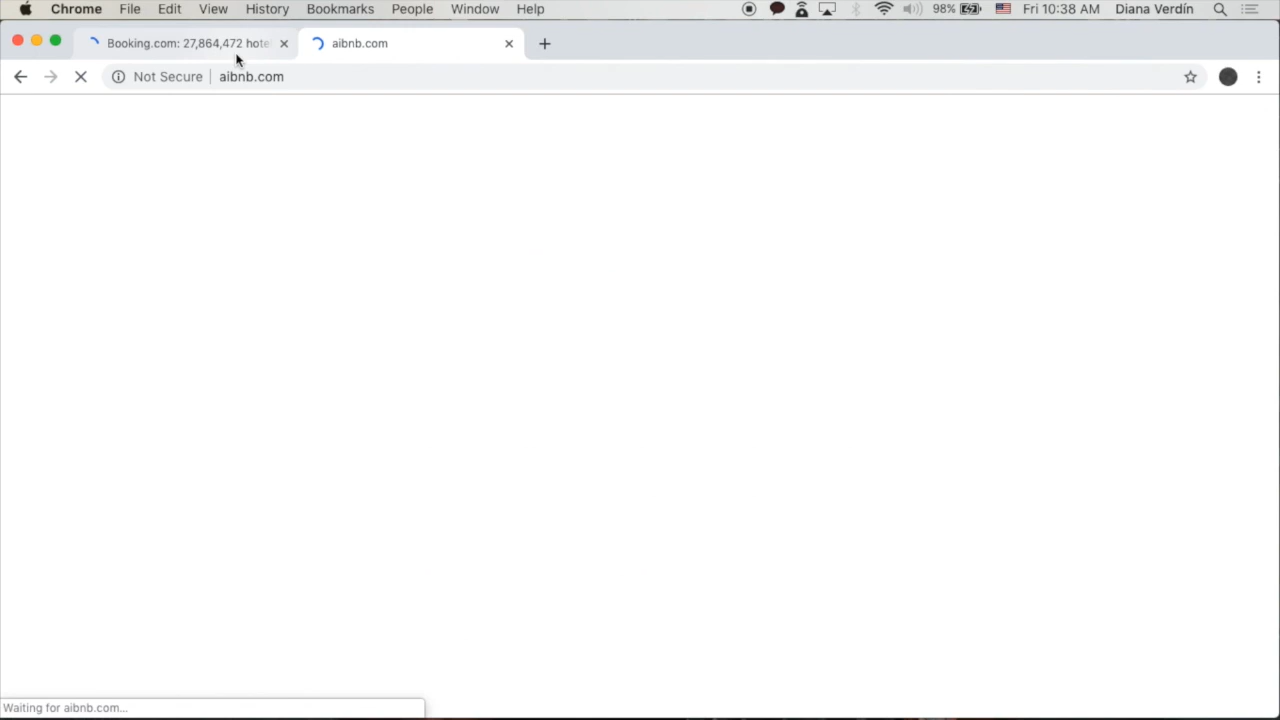 Chrome File Edit View History Bookmarks People Window Help 98% Fri 10:38 AM Diana Verdín
Booking.com: 27,864,472 hote aibnb.com
Not Secure aibnb.com
Waiting for aibnb.com...